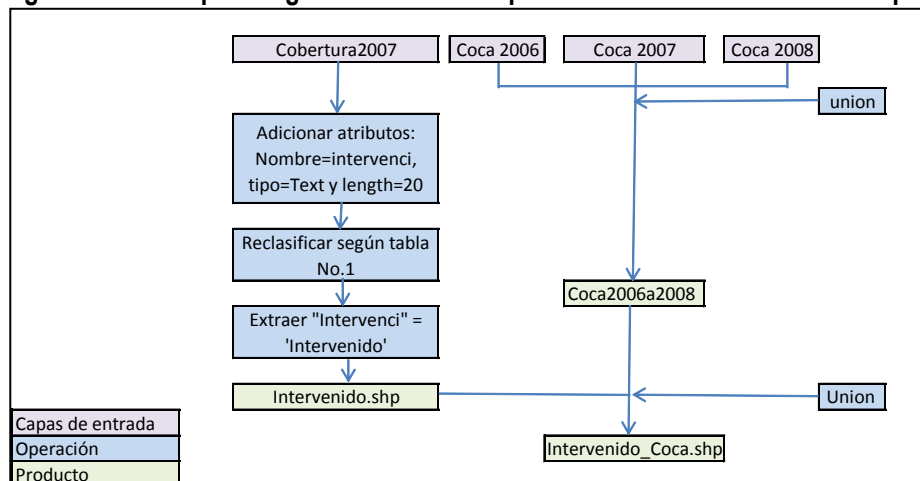 Cobertura2007
Coca 2006
Coca 2007
Coca 2008
union
Adicionar atributos:
Nombre=intervenci,
tipo=Text y length=20
Reclasificar según tabla
No.1
Coca2006a2008
Extraer "Intervenci" =
'Intervenido'
Intervenido.shp
Union
Capas de entrada
Operación
Producto
Intervenido_Coca.shp